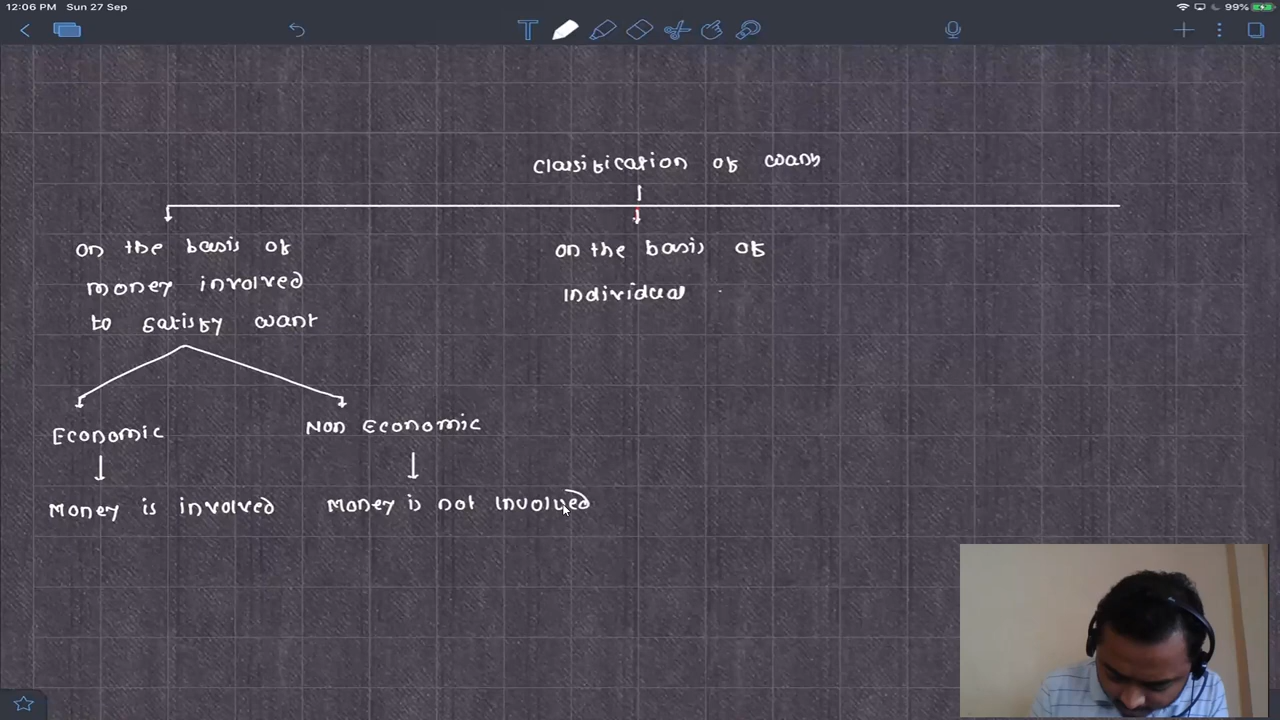 12:06 PM Sun 27 Sep
99%
T
Classification of want
on the basis of
money involved
to satisfy want
on the basis of
individual
Economic
Non Economic
Money is involved
Money is not involved